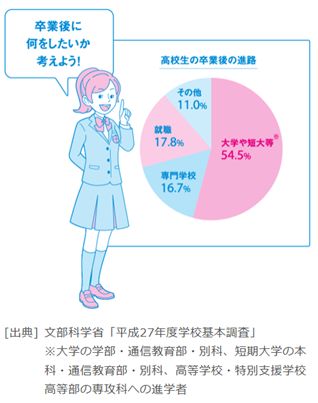 卒業後に
何をしたいか
考えよう!
高校生の卒業後の進路
その他
11.0%
就職
17.8%
大学や短大等※
54.5%
専門学校
16.7%
[出典] 文部科学省「平成27年度学校基本調査」
※大学の学部・通信教育部・別科、短期大学の本
科・通信教育部・別科、高等学校・特別支援学校
高等部の専攻科への進学者